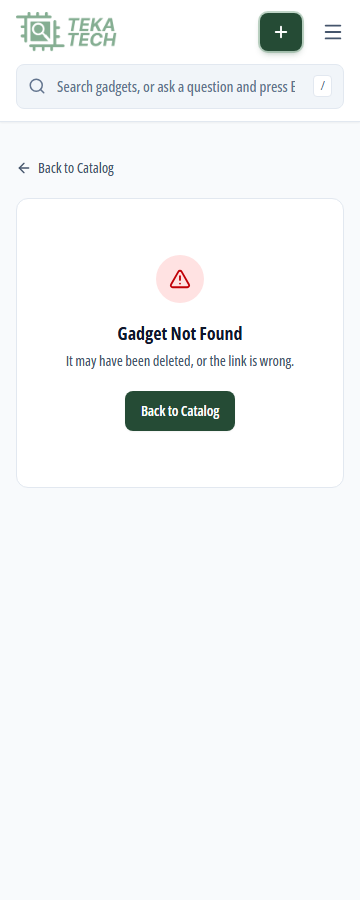 TEKA
TECH
Search gadgets, or ask a question and press E
/
Back to Catalog
Gadget Not Found
It may have been deleted, or the link is wrong.
Back to Catalog